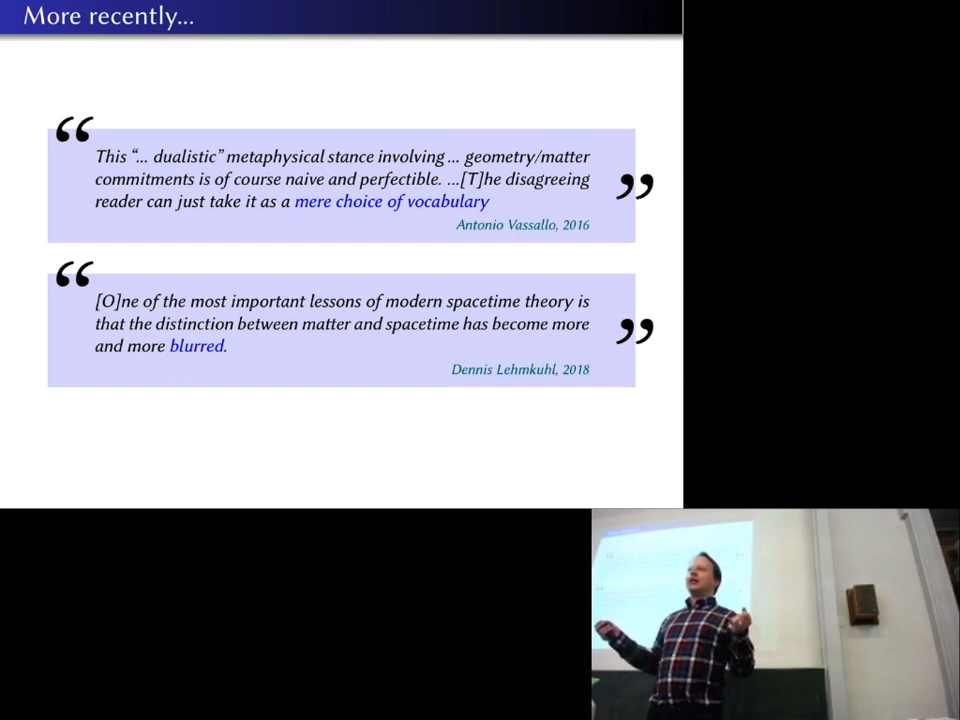 More recently...
“
This “... dualistic” metaphysical stance involving ... geometry/matter
commitments is of course naive and perfectible. ...[T]he disagreeing
reader can just take it as a mere choice of vocabulary
”
Antonio Vassallo, 2016
“
[O]ne of the most important lessons of modern spacetime theory is
that the distinction between matter and spacetime has become more
and more blurred.
”
Dennis Lehmkuhl, 2018